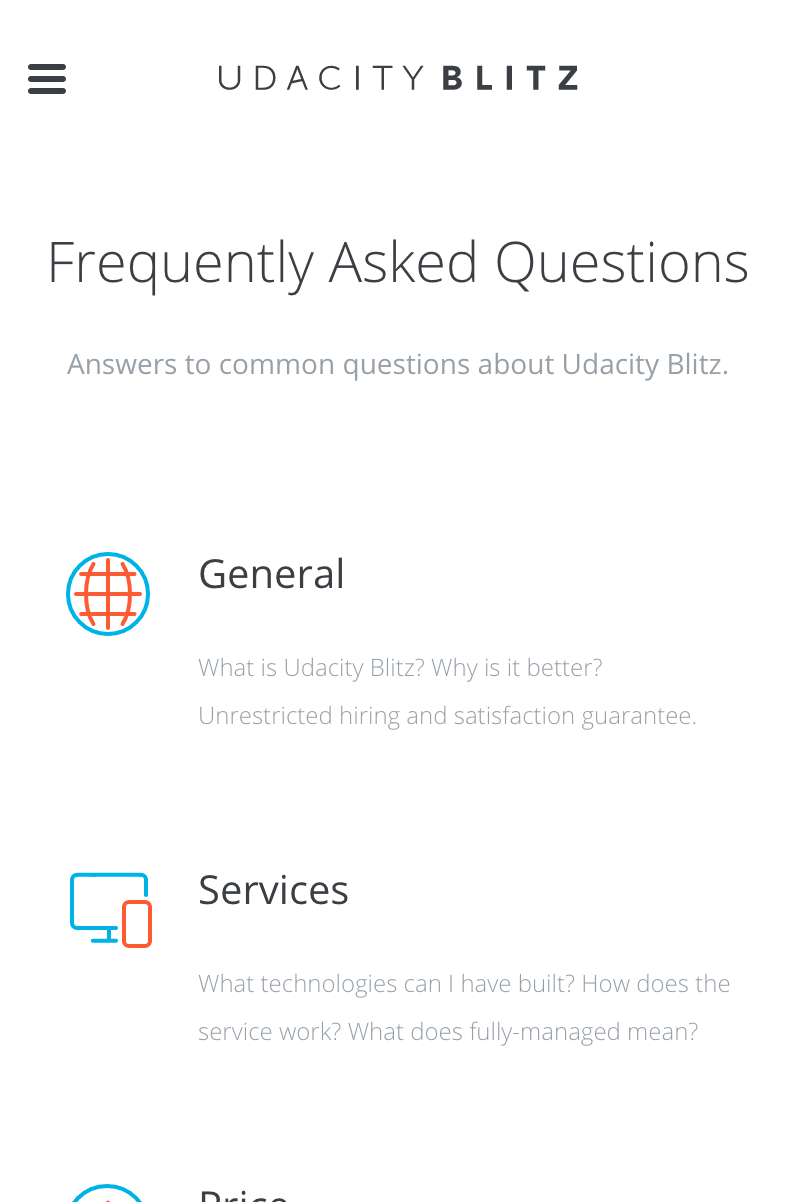 UDACITY BLITZ
Frequently Asked Questions
Answers to common questions about Udacity Blitz.
General
What is Udacity Blitz? Why is it better?
Unrestricted hiring and satisfaction guarantee.
Services
What technologies can I have built? How does the
service work? What does fully-managed mean?
Price